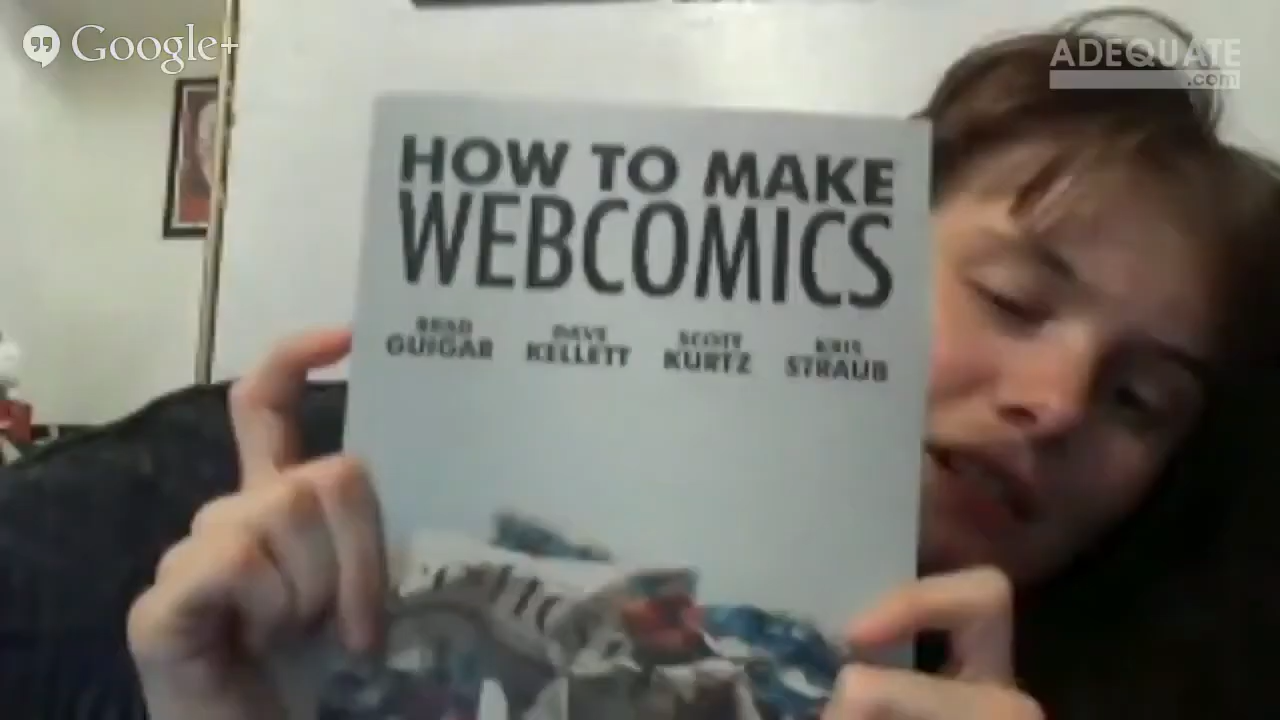 Google+
ADEQUATE
.com
HOW TO MAKE
WEBCOMICS
BRAD DAVE SCOTT KRIS
GUIGAR KELLETT KURTZ STRAUB